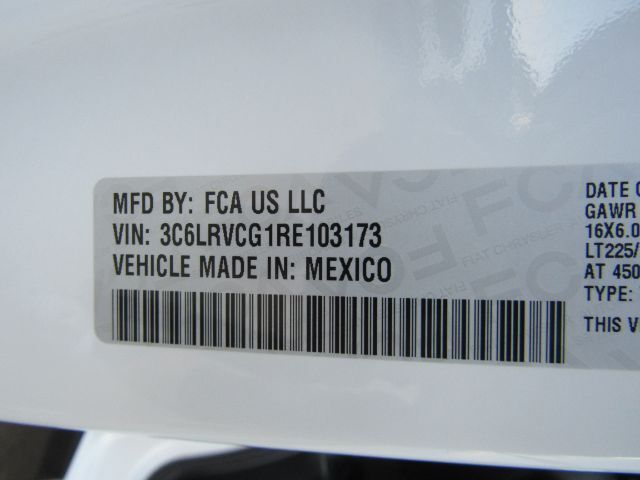 MFD BY: FCA US LLC
VIN: 3C6LRVCG1RE103173
VEHICLE MADE IN: MEXICO
DATE O
GAWR
16X6.0
LT225/
AT 450
TYPE:
THIS V